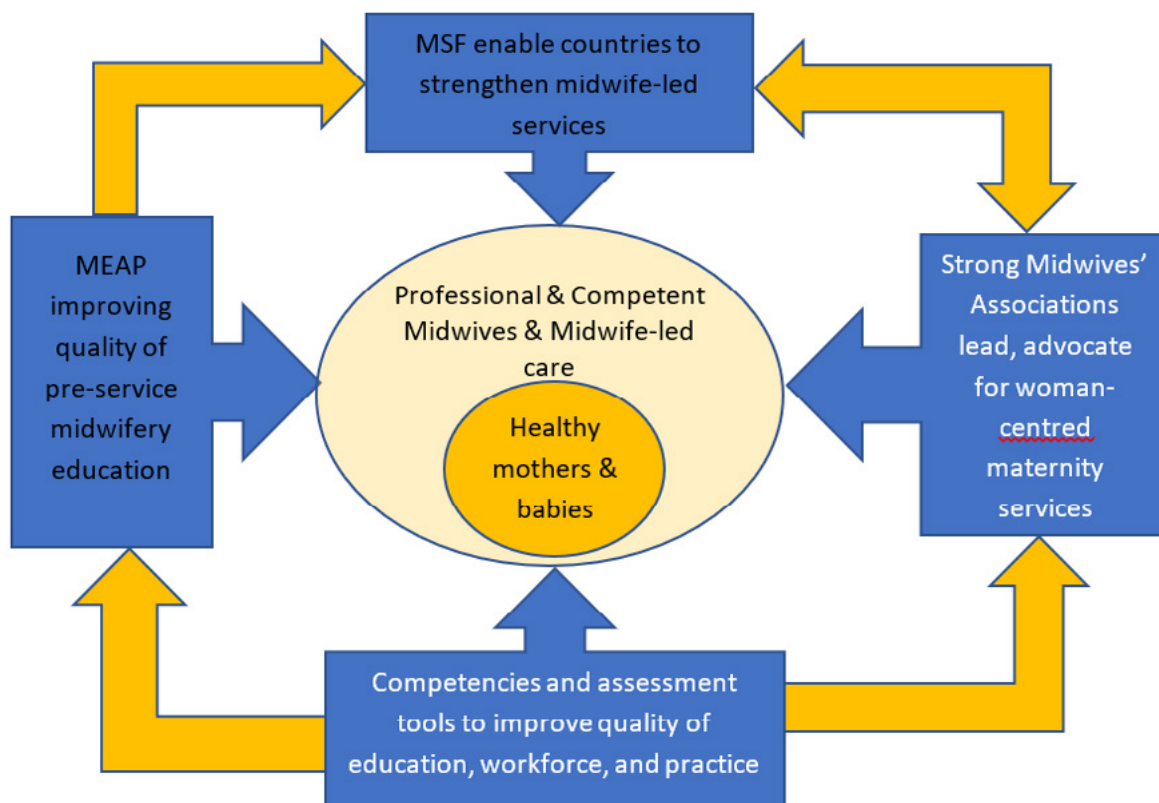 MSF enable countries to
strengthen midwife-led
services
MEAP
improving
quality of
pre-service
midwifery
education
Professional & Competent
Midwives & Midwife-led
care
Healthy
mothers &
babies
Strong Midwives’
Associations
lead, advocate
for woman-
centred
maternity
services
Competencies and assessment
tools to improve quality of
education, workforce, and practice